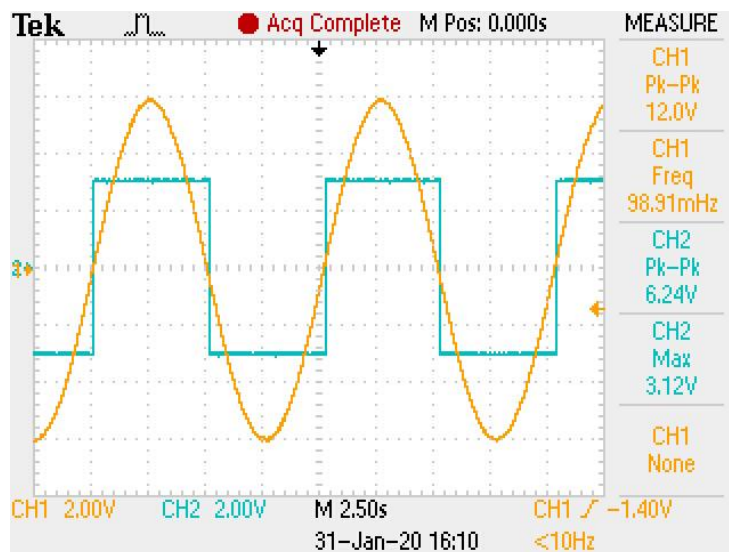 Tek Acq Complete M Pos: 0.000s MEASURE
CH1
Pk-Pk
12.0V
CH1
Freq
98.91mHz
CH2
Pk-Pk
6.24V
CH2
Max
3.12V
CH1
None
CH1 2.00V CH2 2.00V M 2.50s CH1 -1.40V
31-Jan-20 16:10 <10Hz